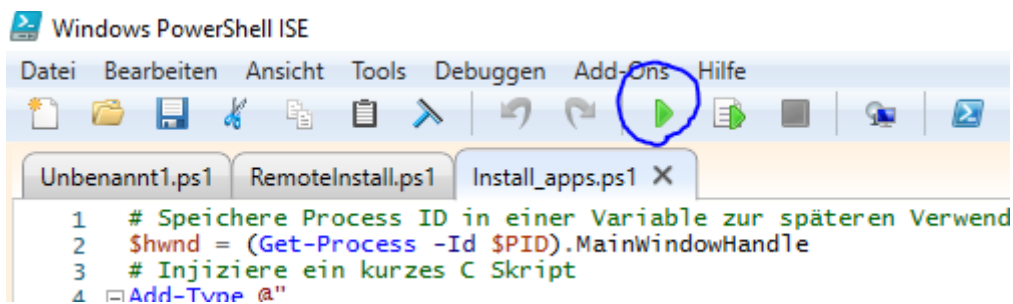 Windows PowerShell ISE
Datei Bearbeiten Ansicht Tools Debuggen Add-Ons Hilfe
Unbenannt1.ps1 RemoteInstall.ps1 Install_apps.ps1
1 # Speichere Process ID in einer Variable zur späteren Verwend
2 $hwnd = (Get-Process -Id $PID).MainWindowHandle
3 # Injiziere ein kurzes C Skript
4 Add-Type @"